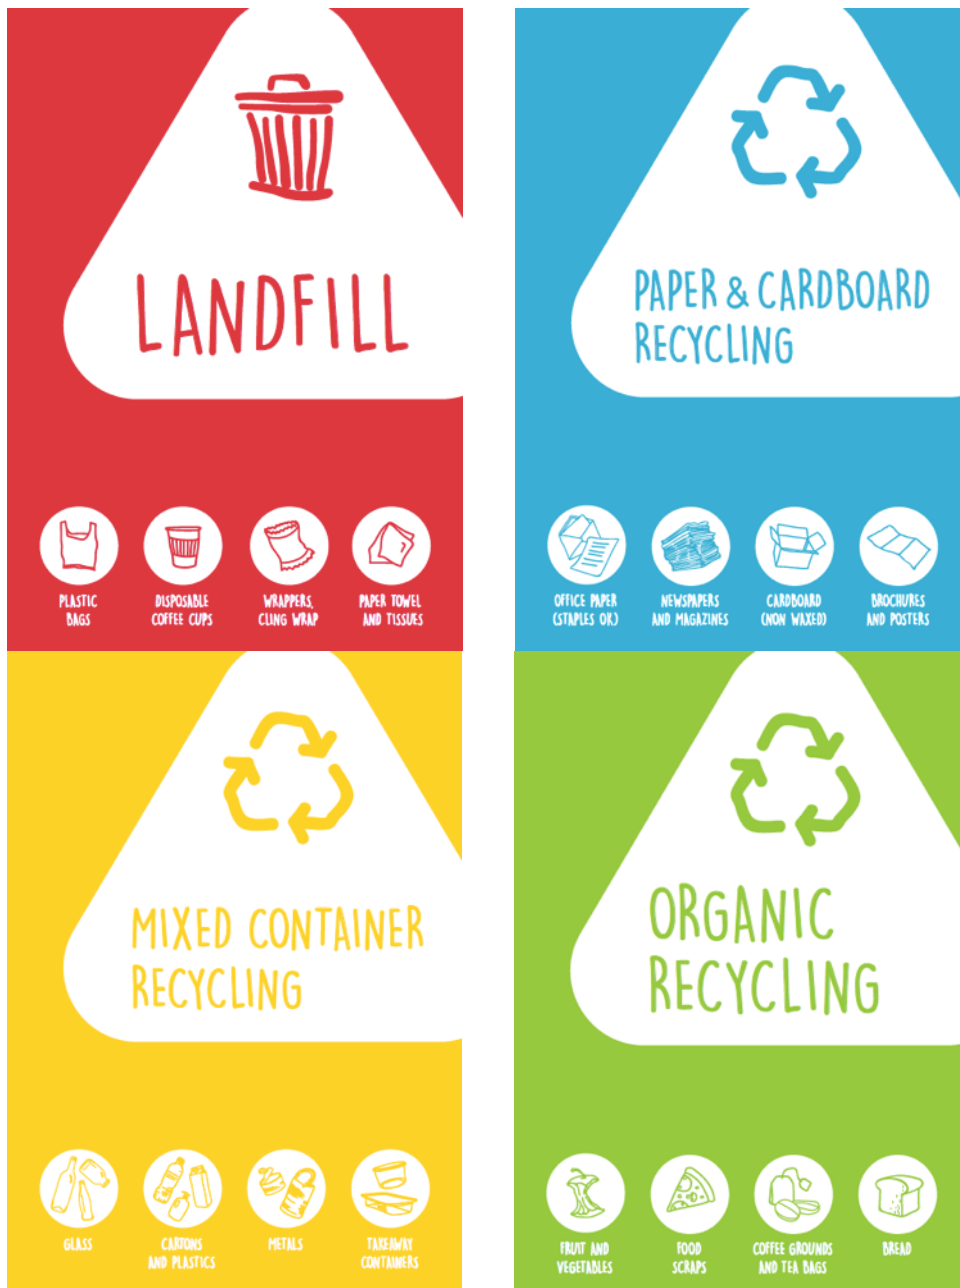 LANDFILL
PLASTIC
BAGS
DISPOSABLE
COFFEE CUPS
WRAPPERS,
CLING WRAP
PAPER TOWEL
AND TISSUES
PAPER & CARDBOARD
RECYCLING
OFFICE PAPER
(STAPLES OK)
NEWSPAPERS
AND MAGAZINES
CARDBOARD
(NON WAXED)
BROCHURES
AND POSTERS
MIXED CONTAINER
RECYCLING
GLASS
CARTONS
AND PLASTICS
METALS
TAKEAWAY
CONTAINERS
ORGANIC
RECYCLING
FRUIT AND
VEGETABLES
FOOD
SCRAPS
COFFEE GROUNDS
AND TEA BAGS
BREAD